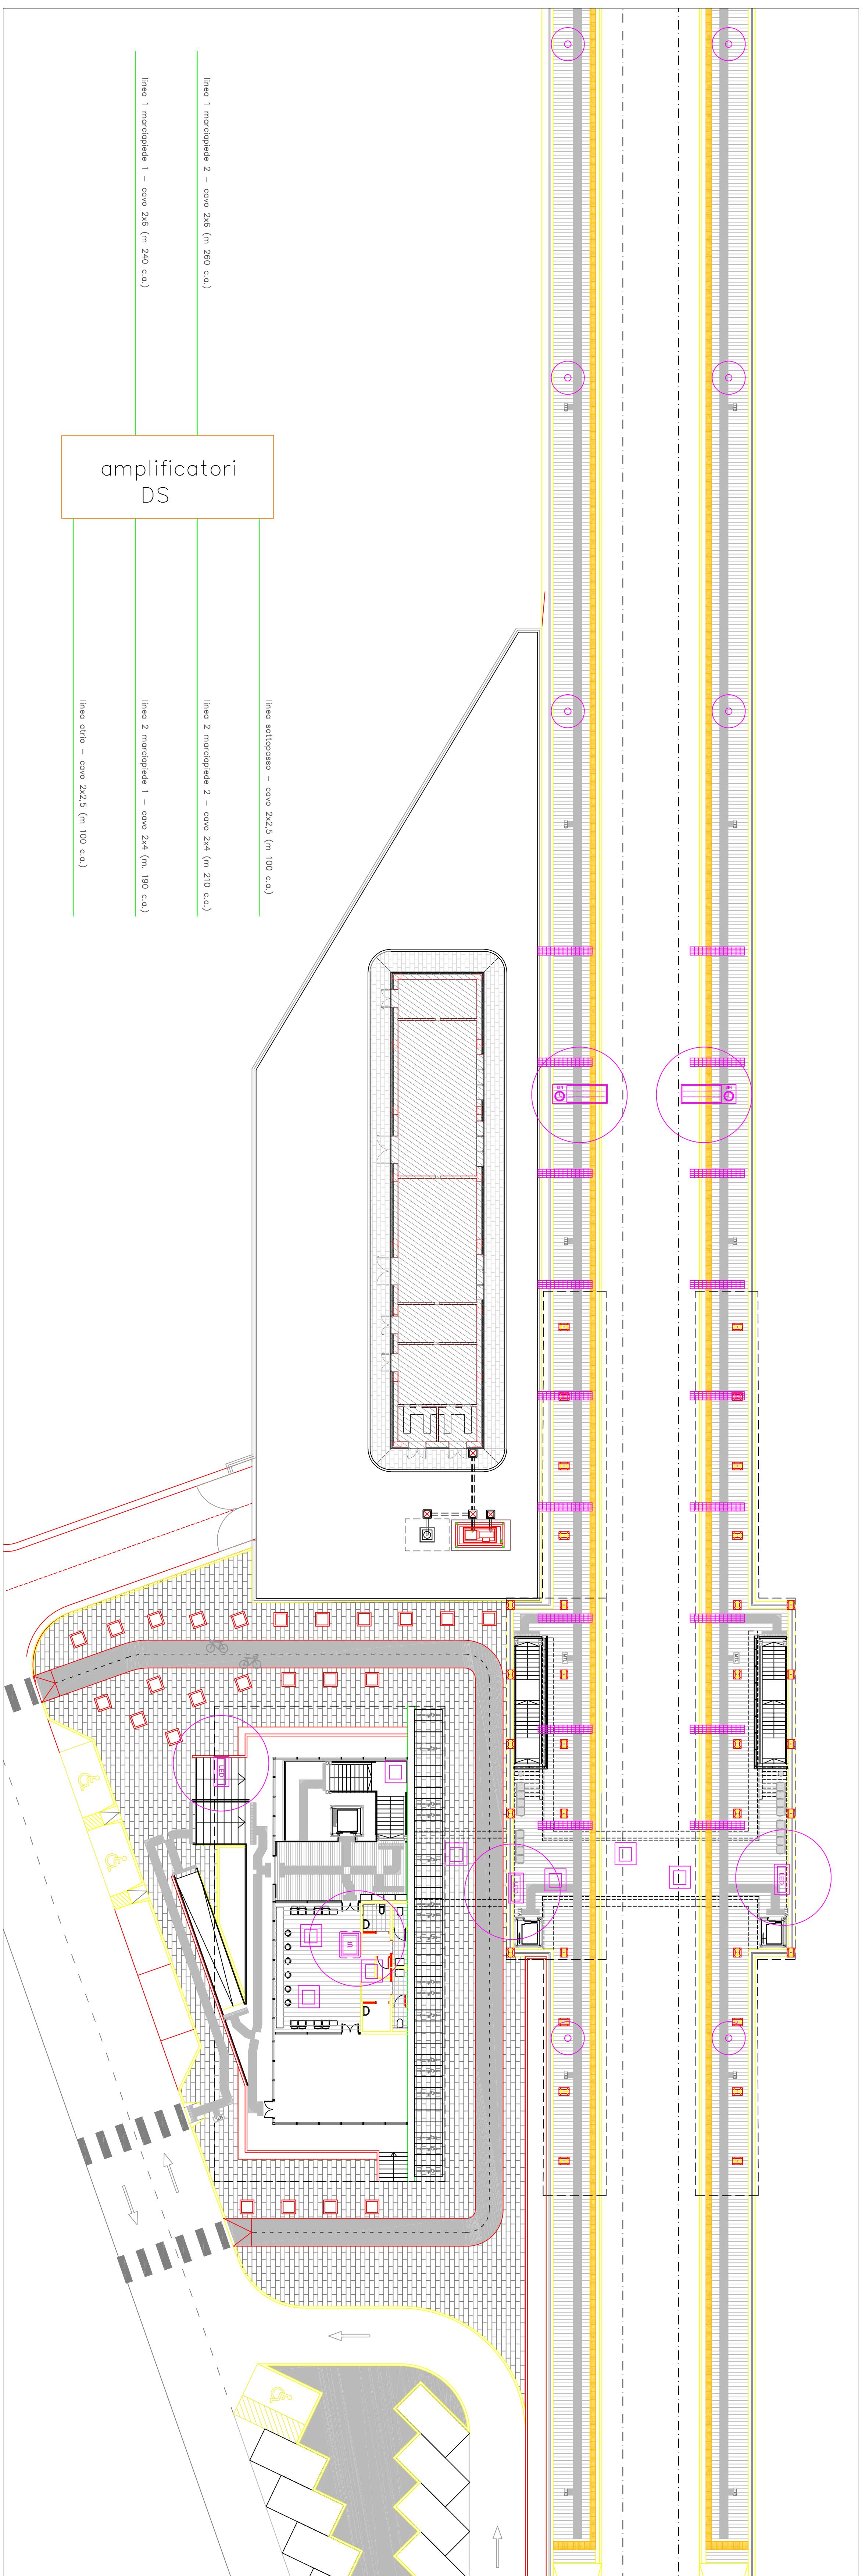 linea 1 marciapiede 2 - cavo 2x6 (m 260 c.a.)
linea 1 marciapiede 1 - cavo 2x6 (m 240 c.a.)
amplificatori
DS
linea sottopasso - cavo 2x2,5 (m 100 c.a.)
linea 2 marciapiede 2 - cavo 2x4 (m 210 c.a.)
linea 2 marciapiede 1 - cavo 2x4 (m. 190 c.a.)
linea atrio - cavo 2x2,5 (m 100 c.a.)